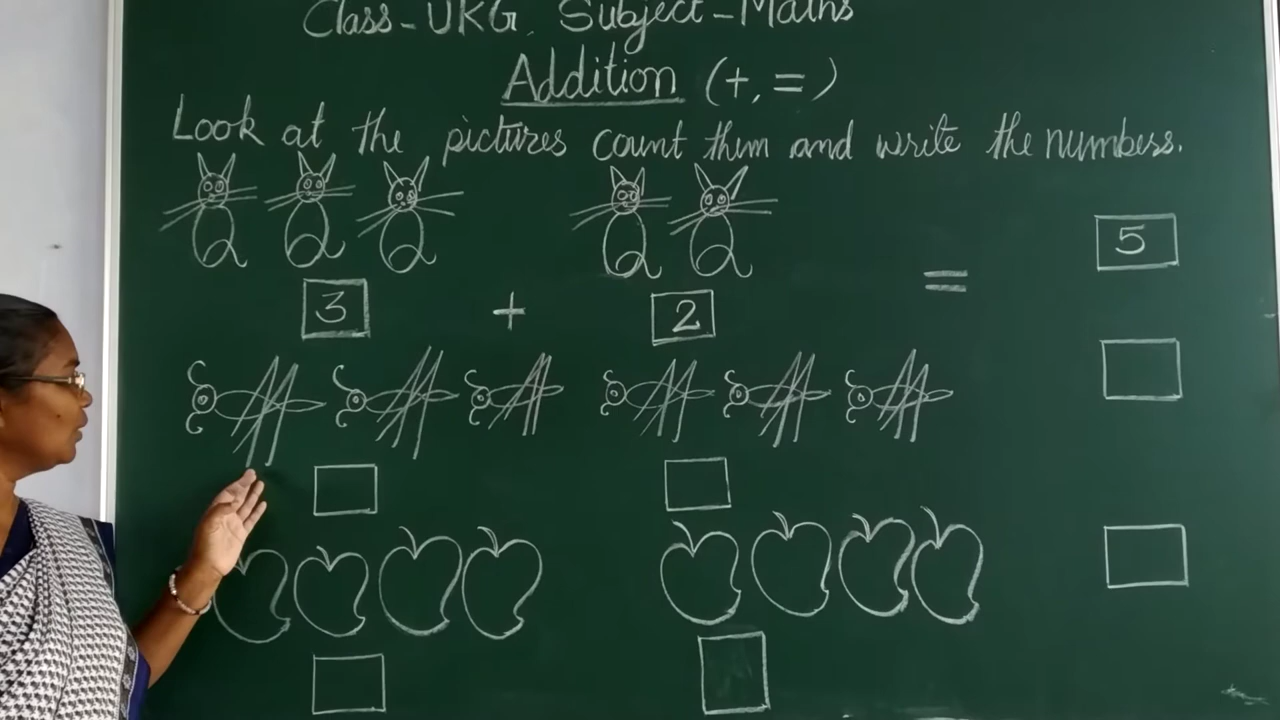 Class-UKG, Subject-Maths
Addition (+,=)
Look at the pictures count them and write the numbers.
3 + 2 = 5